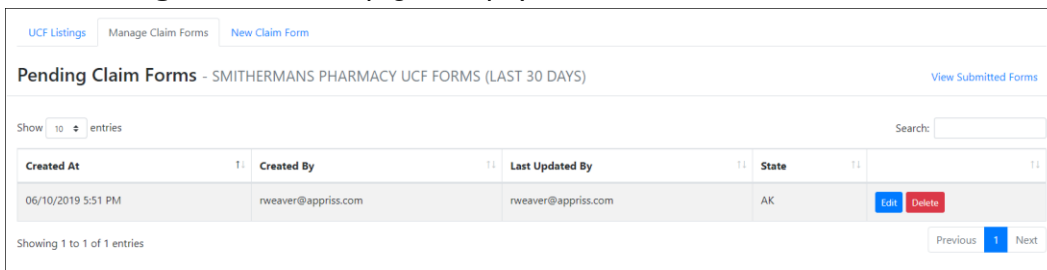 UCF Listings Manage Claim Forms New Claim Form
Pending Claim Forms - SMITHERMANS PHARMACY UCF FORMS (LAST 30 DAYS) View Submitted Forms
Show 10 entries Search:
Created At Created By Last Updated By State
06/10/2019 5:51 PM rweaver@appriss.com rweaver@appriss.com AK Edit Delete
Showing 1 to 1 of 1 entries Previous 1 Next